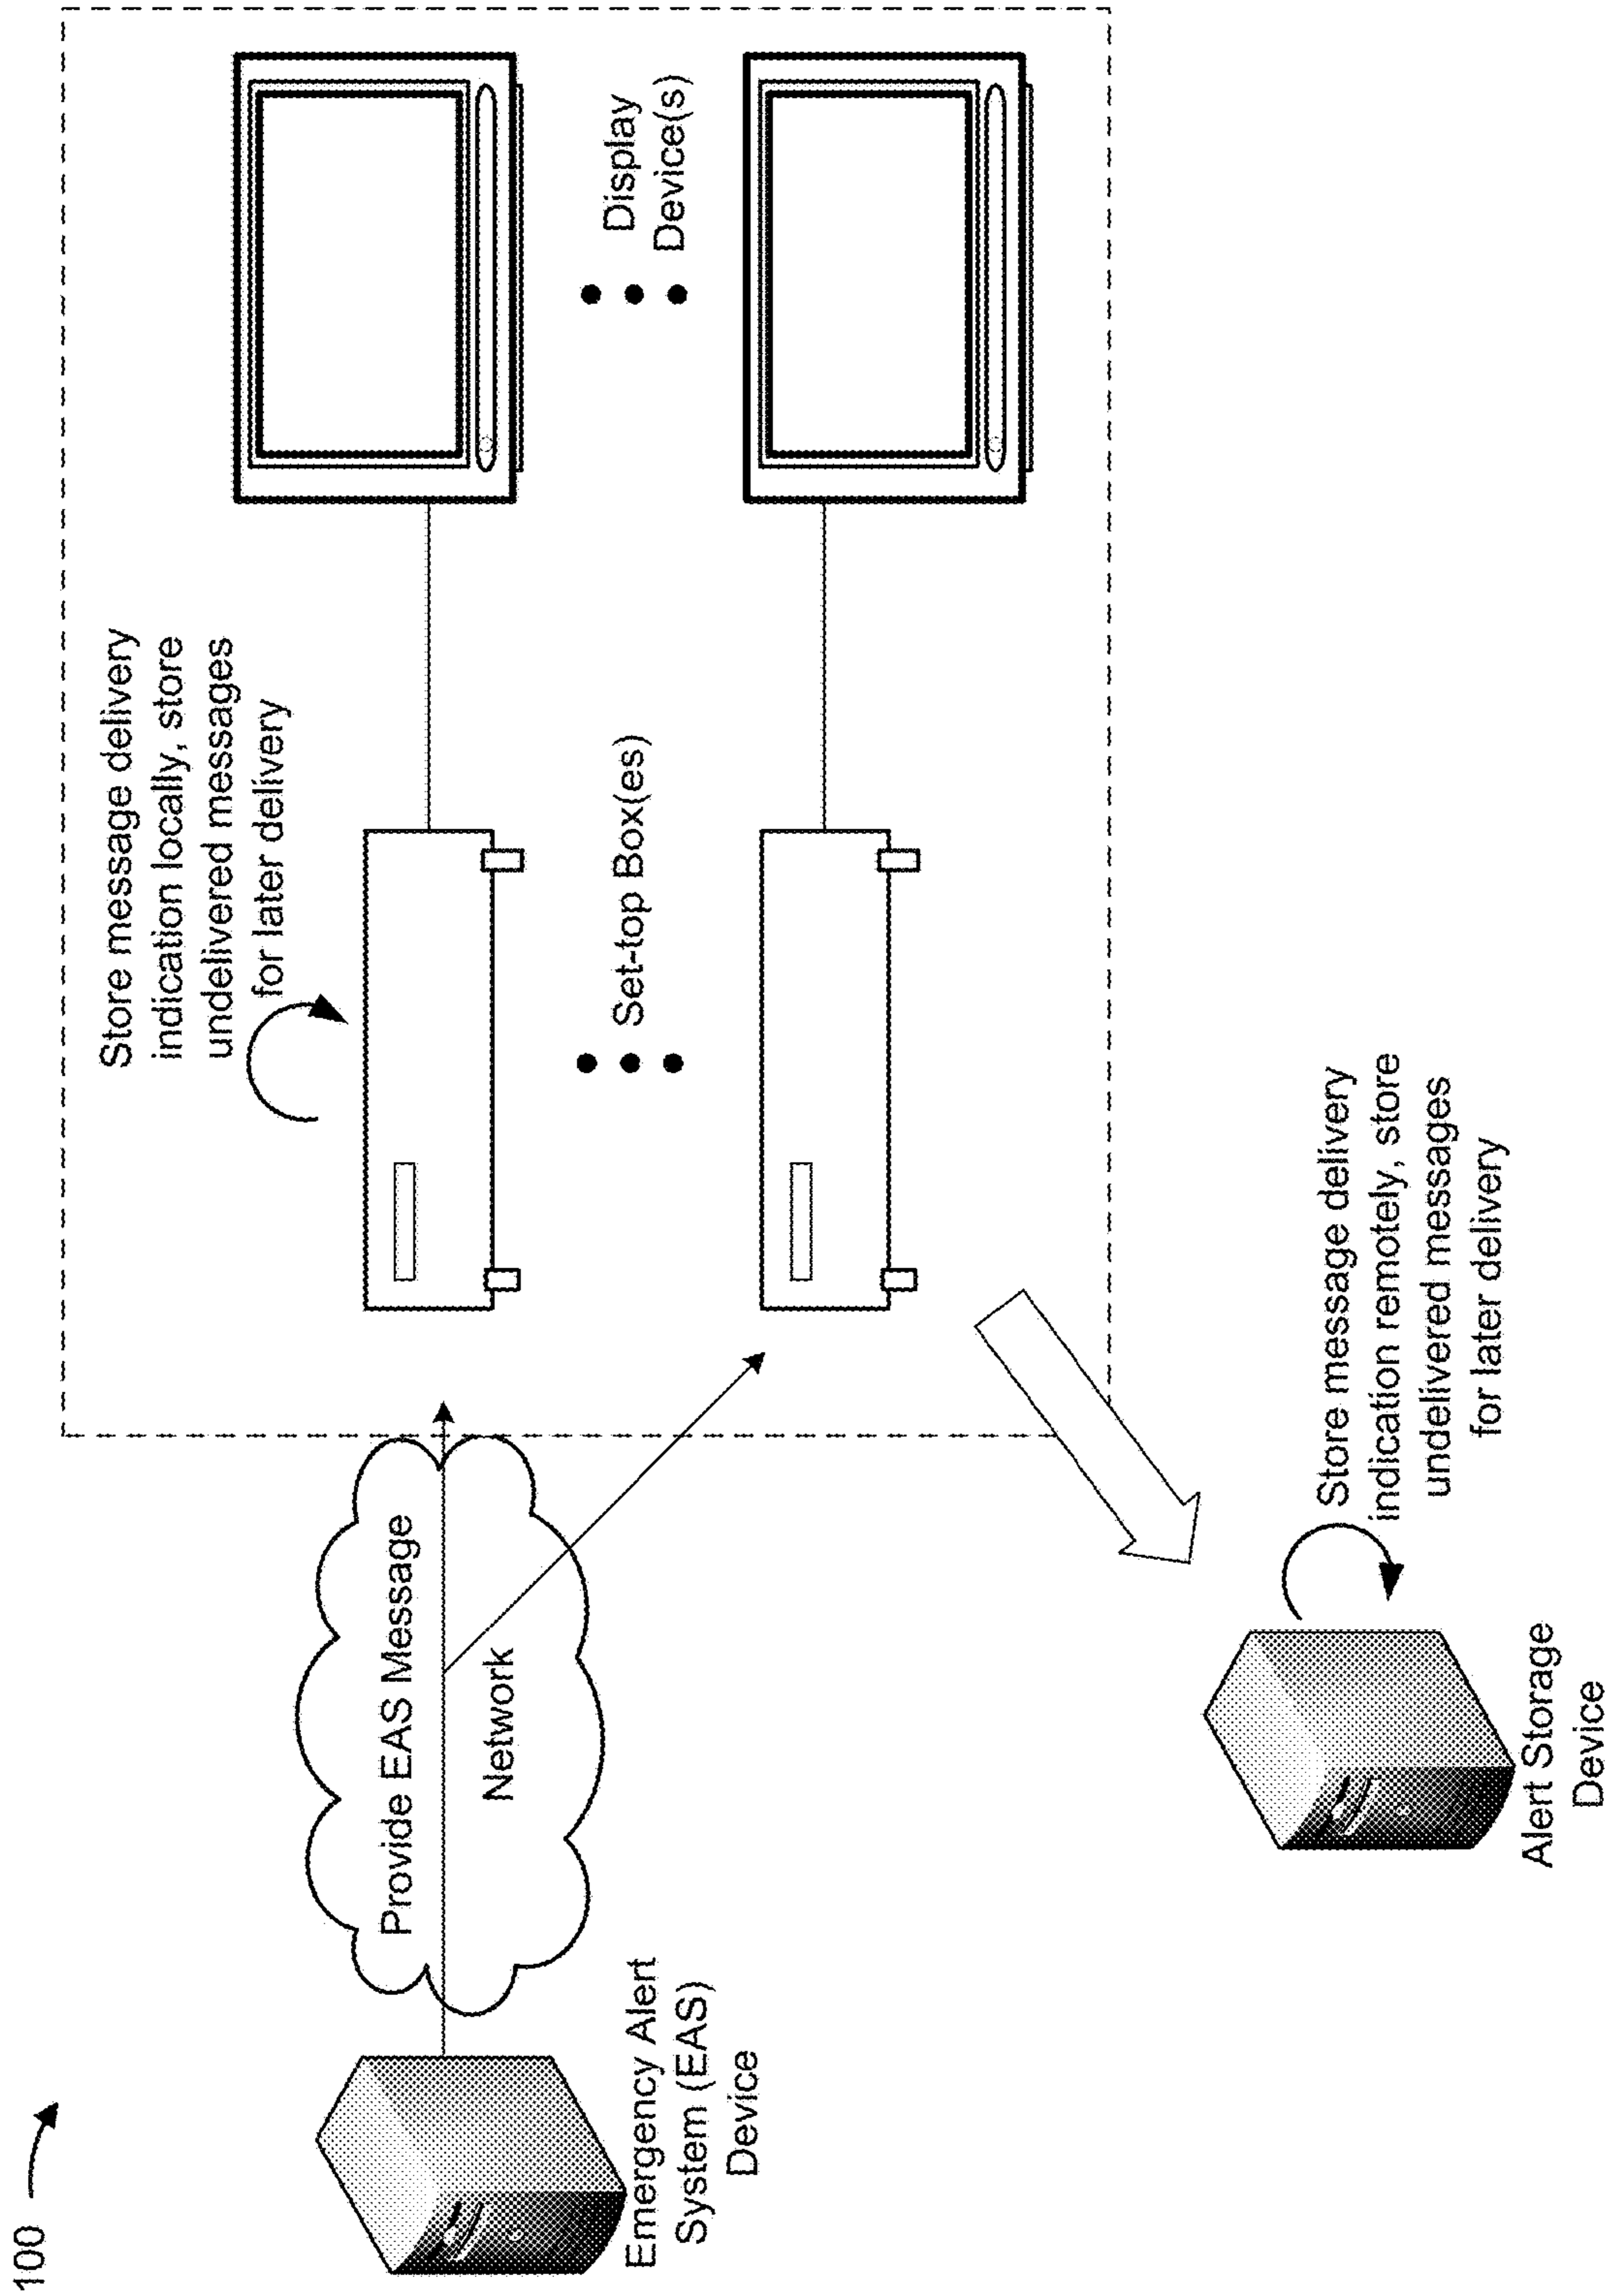 100
Store message delivery
indication locally, store
undelivered messages
for later delivery
Provide EAS Message
Network
Set-top Box(es)
Display
Device(s)
Emergency Alert
System (EAS)
Device
Store message delivery
indication remotely, store
undelivered messages
for later delivery
Alert Storage
Device